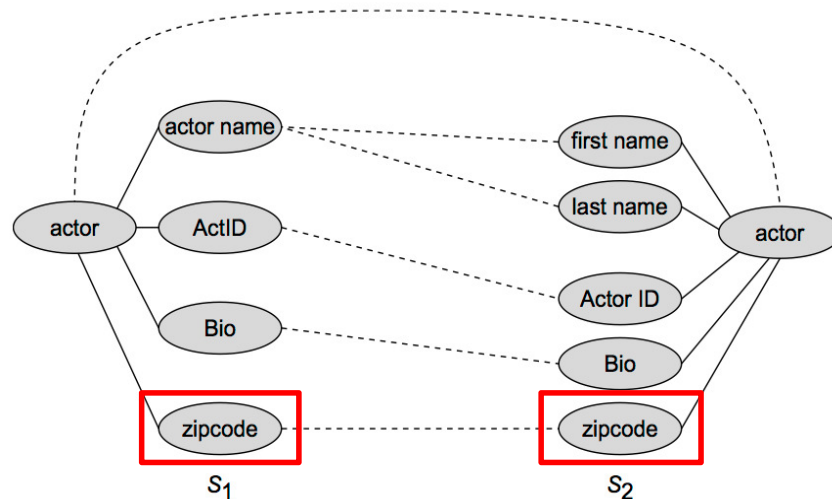 actor name
first name
last name
actor
ActID
actor
Actor ID
Bio
Bio
zipcode
zipcode
S1
S2